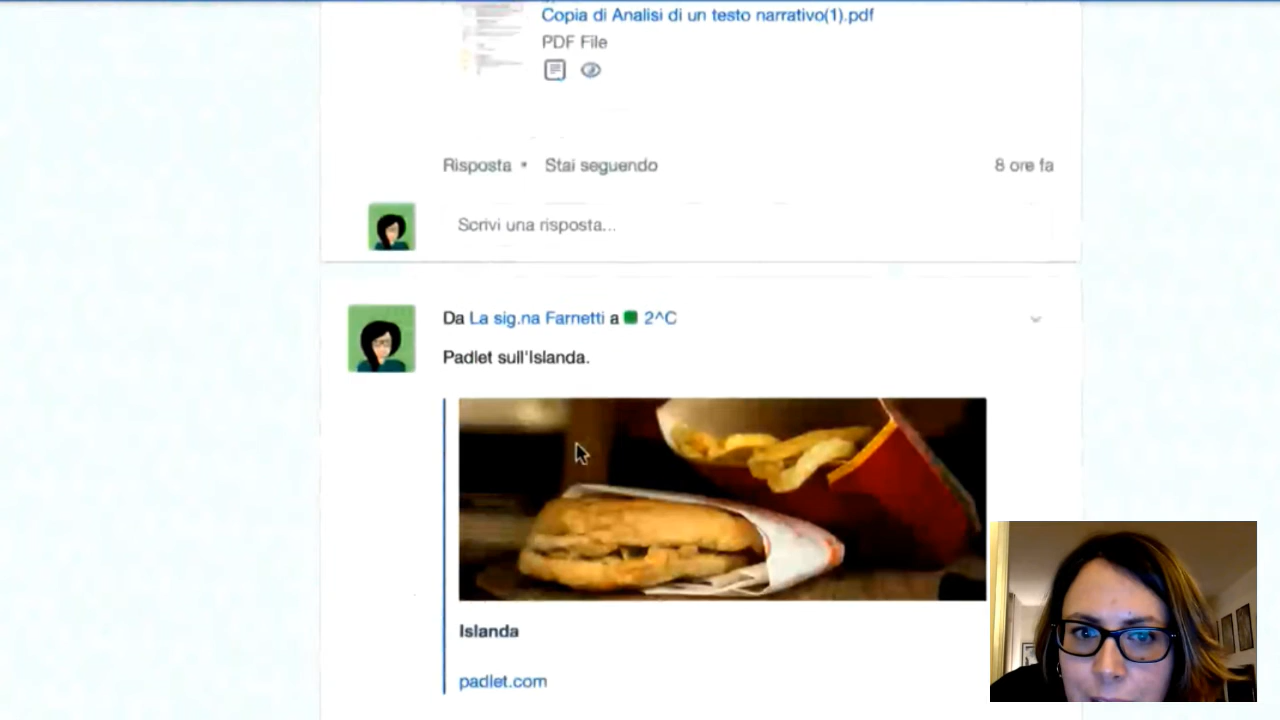 Copia di Analisi di un testo narrativo(1).pdf
PDF File
Risposta • Stai seguendo 8 ore fa
Scrivi una risposta...
Da La sig.na Farnetti a 2^C
Padlet sull'Islanda.
Islanda
padlet.com